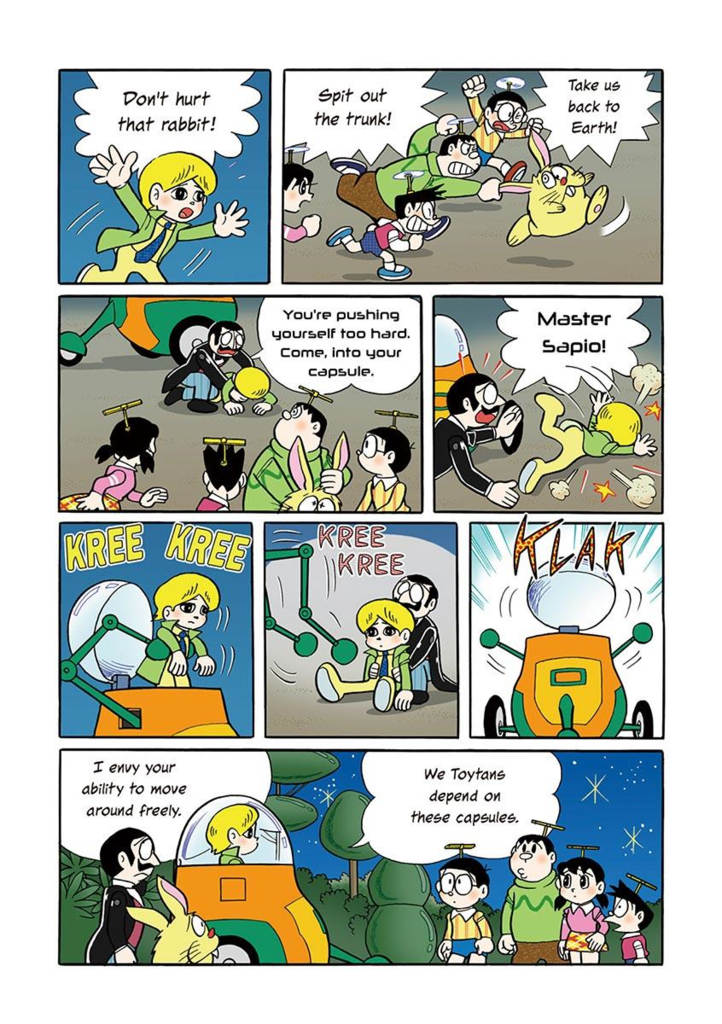 Don't hurt
that rabbit!
Spit out
the trunk!
Take us
back to
Earth!
You're pushing
yourself too hard.
Come, into your
capsule.
Master
Sapio!
KREE KREE
KREE
KREE
KLAK
I envy your
ability to move
around freely.
We Toytans
depend on
these capsules.